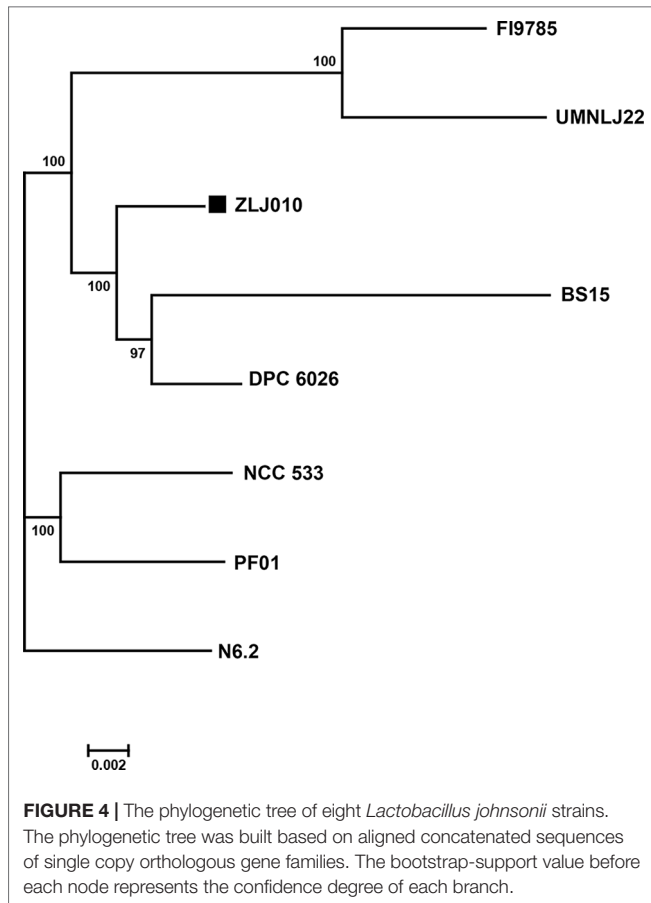 FI9785
100
UMNLJ22
100
ZLJ010
100
BS15
97
DPC 6026
NCC 533
100
PF01
N6.2
0.002
FIGURE 4 | The phylogenetic tree of eight Lactobacillus johnsonii strains.
The phylogenetic tree was built based on aligned concatenated sequences
of single copy orthologous gene families. The bootstrap-support value before
each node represents the confidence degree of each branch.